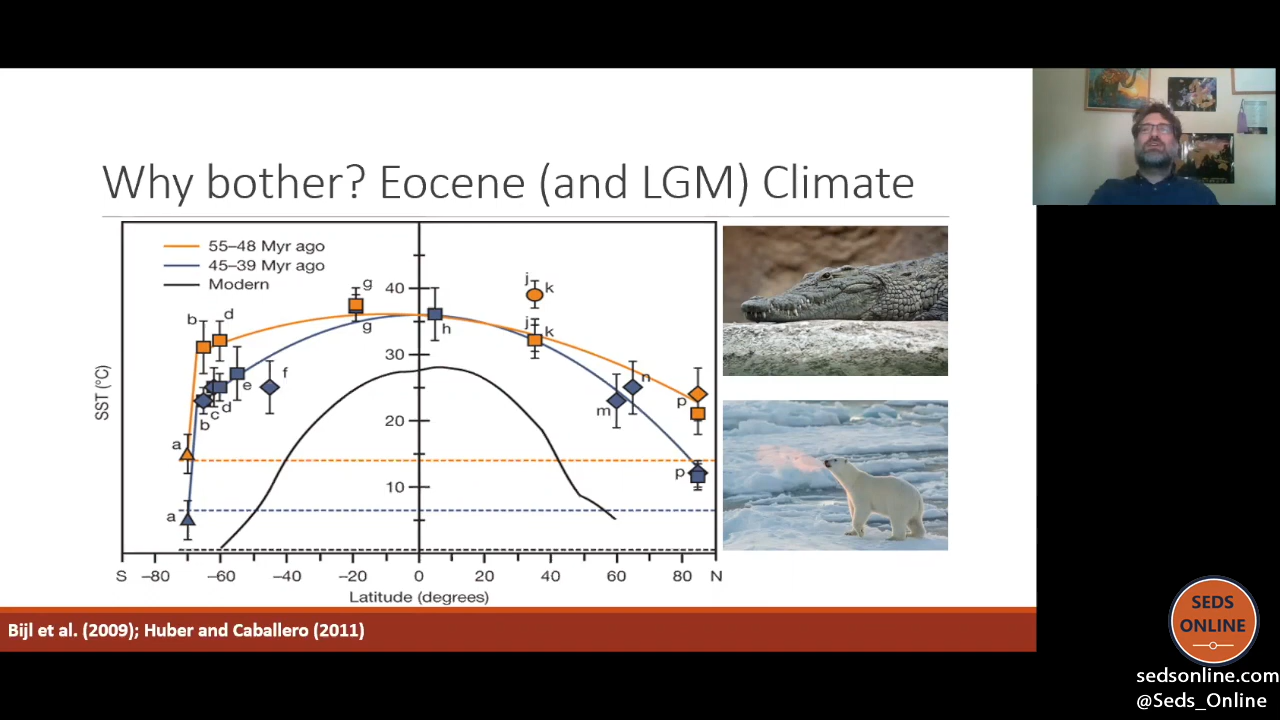 Why bother? Eocene (and LGM) Climate
55–48 Myr ago
45–39 Myr ago
Modern
SST (°C)
40
30
20
10
a
a
b
d
c
b
d
e
f
g
g
h
j
k
j
k
m
n
p
p
S –80 –60 –40 –20 0 20 40 60 80 N
Latitude (degrees)
Bijl et al. (2009); Huber and Caballero (2011)
SEDS
ONLINE
sedsonline.com
@Seds_Online